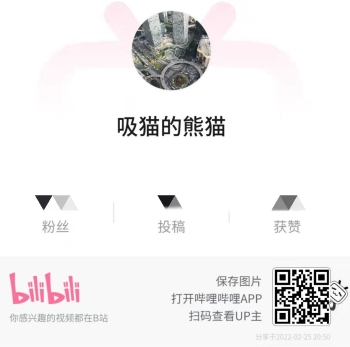 吸猫的熊猫
粉丝
投稿
获赞
bilibili
你感兴趣的视频都在B站
保存图片
打开哔哩哔哩APP
扫码查看UP主
分享于2022-02-25 20:50